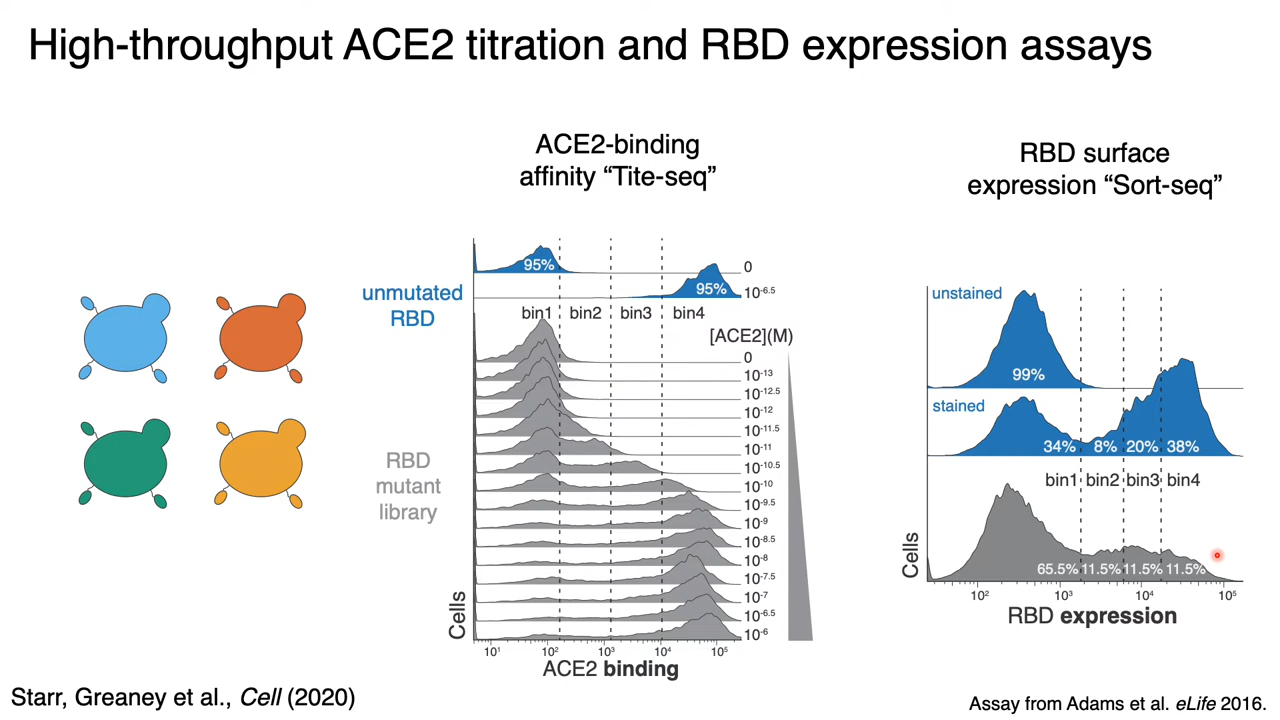 High-throughput ACE2 titration and RBD expression assays
ACE2-binding
affinity “Tite-seq”
unmutated
RBD
95%
0
95%
10-6.5
bin1 bin2 bin3 bin4
[ACE2](M)
0
10-13
10-12.5
10-12
10-11.5
10-11
10-10.5
10-10
10-9.5
10-9
10-8.5
10-8
10-7.5
10-7
10-6.5
10-6
RBD
mutant
library
Cells
10¹ 10² 10³ 10⁴ 10⁵
ACE2 binding
RBD surface
expression “Sort-seq”
unstained
99%
stained
34% 8% 20% 38%
bin1 bin2 bin3 bin4
Cells
65.5% 11.5% 11.5% 11.5%
10² 10³ 10⁴ 10⁵
RBD expression
Starr, Greaney et al., Cell (2020)
Assay from Adams et al. eLife 2016.